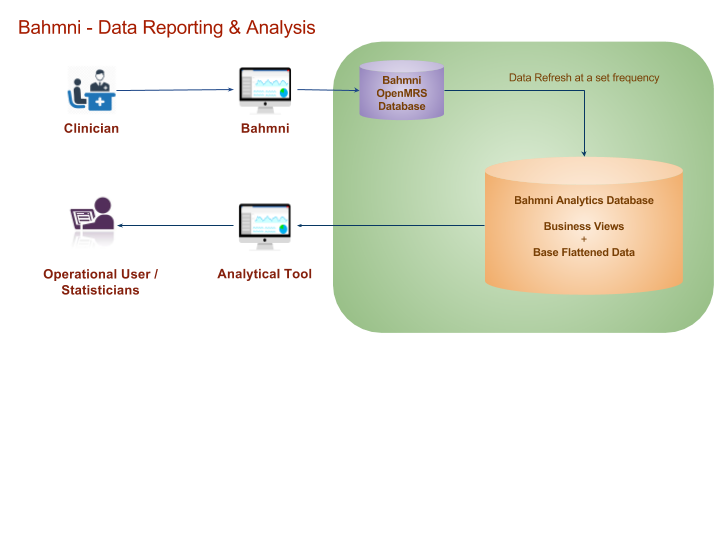 Bahmni - Data Reporting & Analysis
Clinician
Bahmni
Bahmni
OpenMRS
Database
Data Refresh at a set frequency
Bahmni Analytics Database
Business Views
+
Base Flattened Data
Operational User /
Statisticians
Analytical Tool